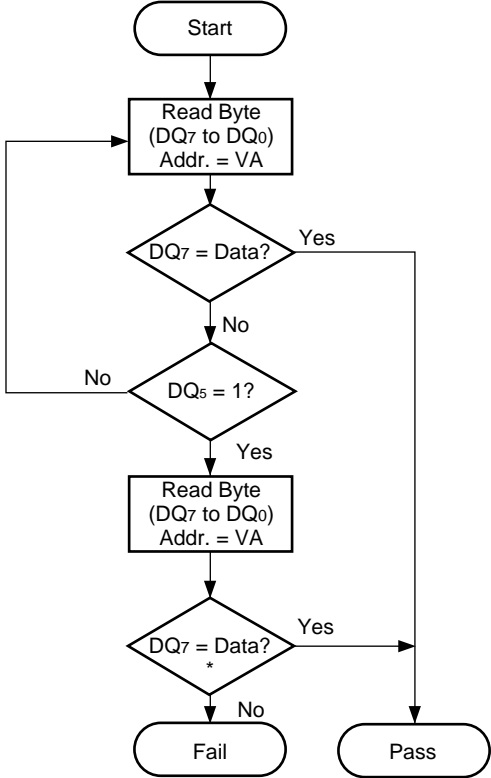 Start
Read Byte
(DQ7 to DQ0)
Addr. = VA
DQ7 = Data?
Yes
No
No
DQ5 = 1?
Yes
Read Byte
(DQ7 to DQ0)
Addr. = VA
DQ7 = Data?
*
Yes
No
Fail
Pass